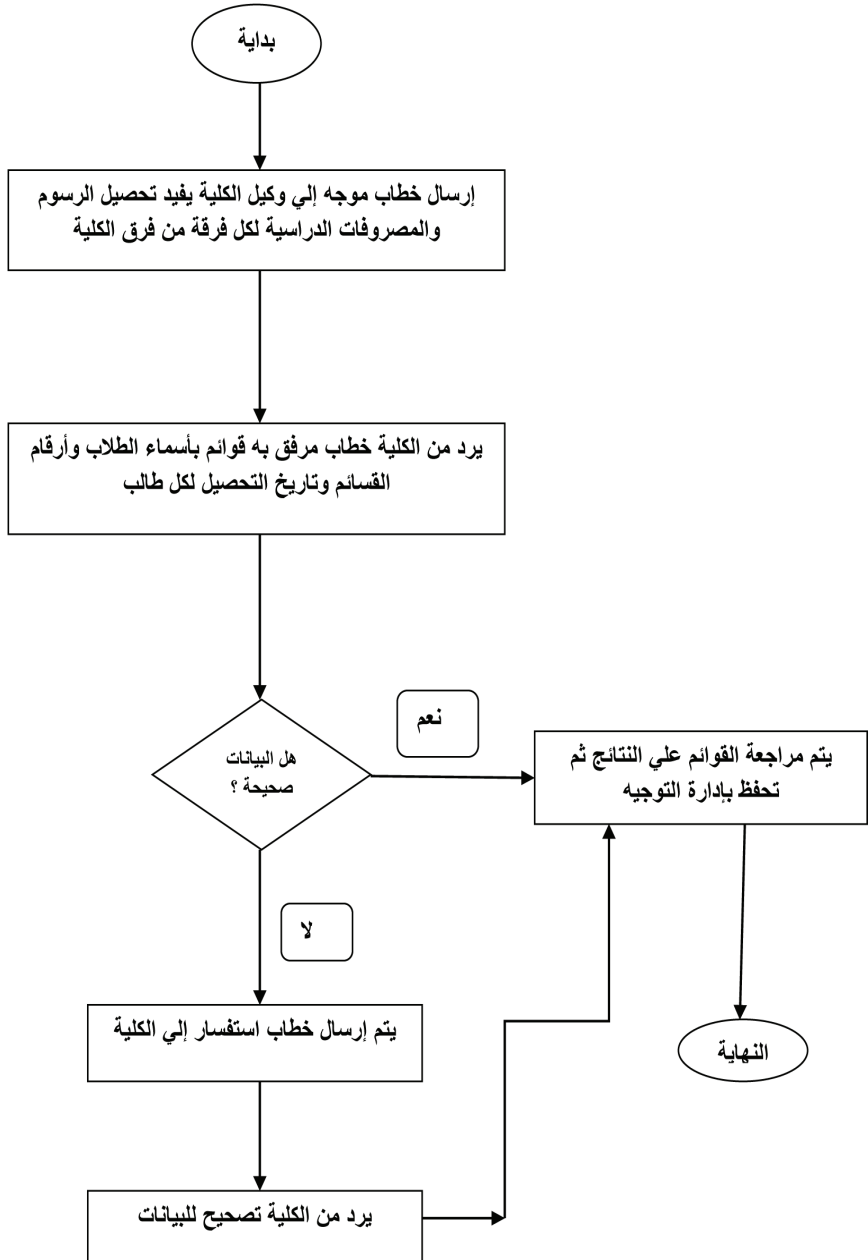 بداية
إرسال خطاب موجه إلي وكيل الكلية يفيد تحصيل الرسوم
والمصروفات الدراسية لكل فرقة من فرق الكلية
يرد من الكلية خطاب مرفق به قوائم بأسماء الطلاب وأرقام
القسائم وتاريخ التحصيل لكل طالب
هل البيانات
صحيحة ؟
نعم
يتم مراجعة القوائم علي النتائج ثم
تحفظ بإدارة التوجيه
لا
يتم إرسال خطاب استفسار إلي الكلية
النهاية
يرد من الكلية تصحيح للبيانات